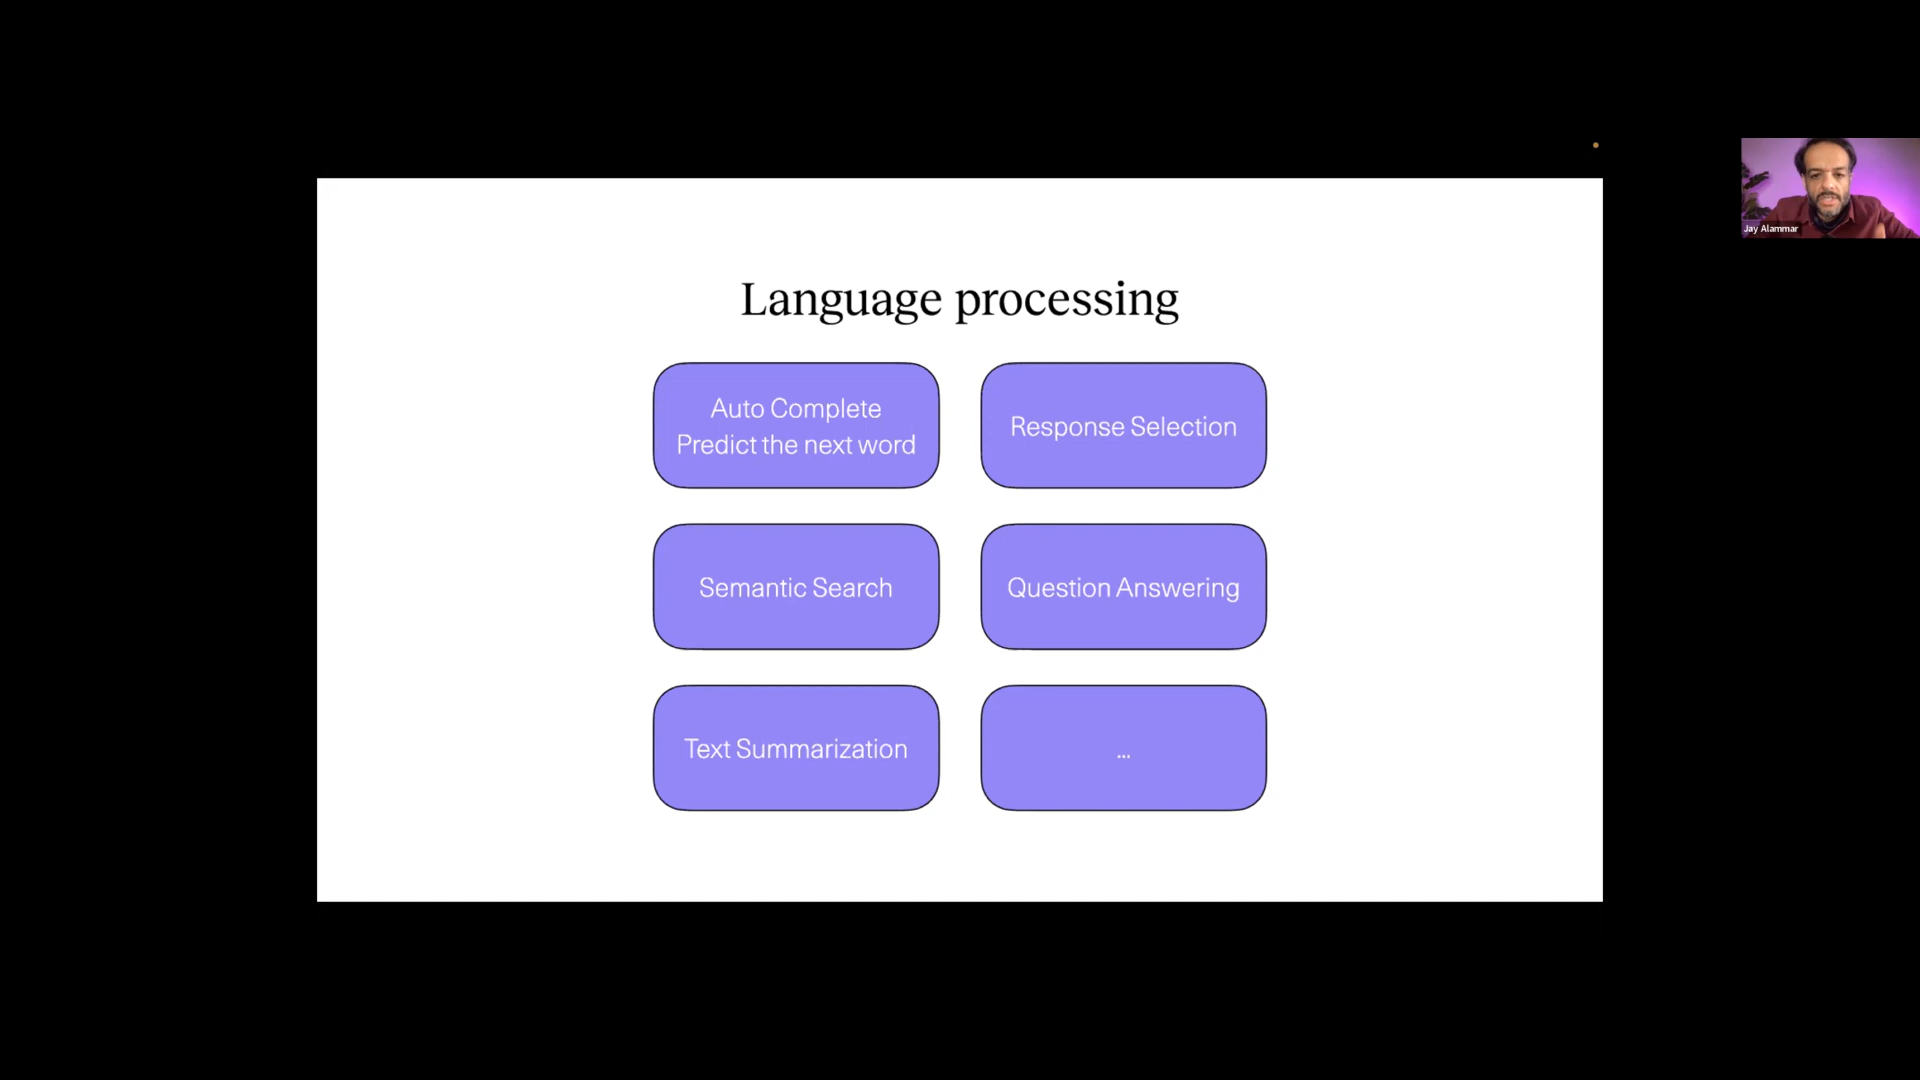 Language processing
Auto Complete
Predict the next word
Response Selection
Semantic Search
Question Answering
Text Summarization
...
Jay Alammar